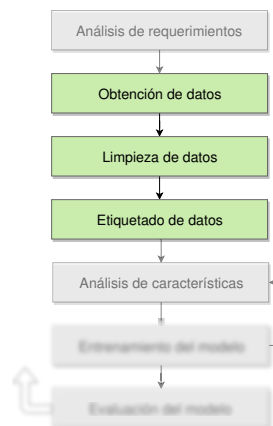 Análisis de requerimientos
Obtención de datos
Limpieza de datos
Etiquetado de datos
Análisis de características
Entrenamiento del modelo
Evaluación del modelo